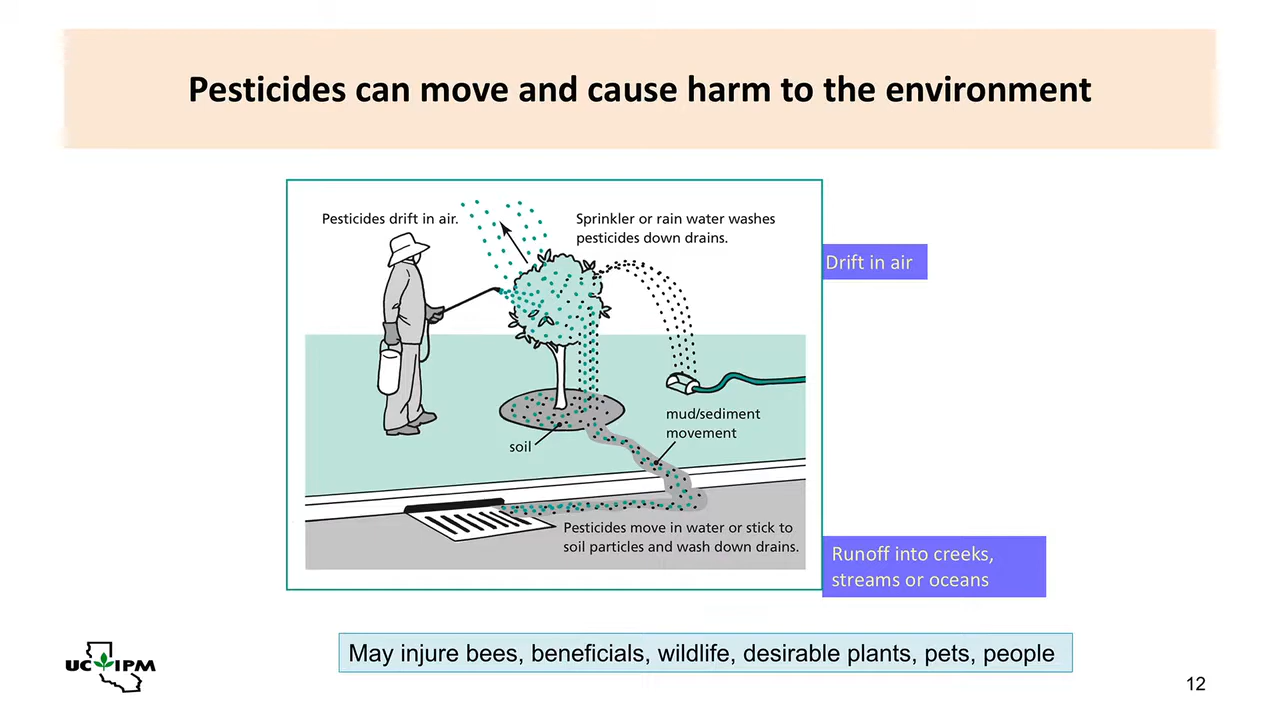 Pesticides can move and cause harm to the environment
Pesticides drift in air.
Sprinkler or rain water washes
pesticides down drains.
Drift in air
mud/sediment
movement
soil
Pesticides move in water or stick to
soil particles and wash down drains.
Runoff into creeks,
streams or oceans
May injure bees, beneficials, wildlife, desirable plants, pets, people
UC IPM
12